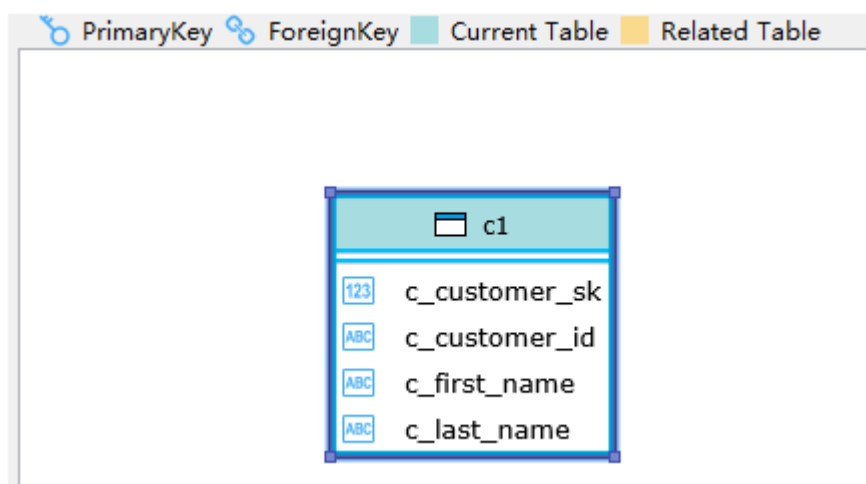 PrimaryKey ForeignKey Current Table Related Table
c1
123 c_customer_sk
ABC c_customer_id
ABC c_first_name
ABC c_last_name